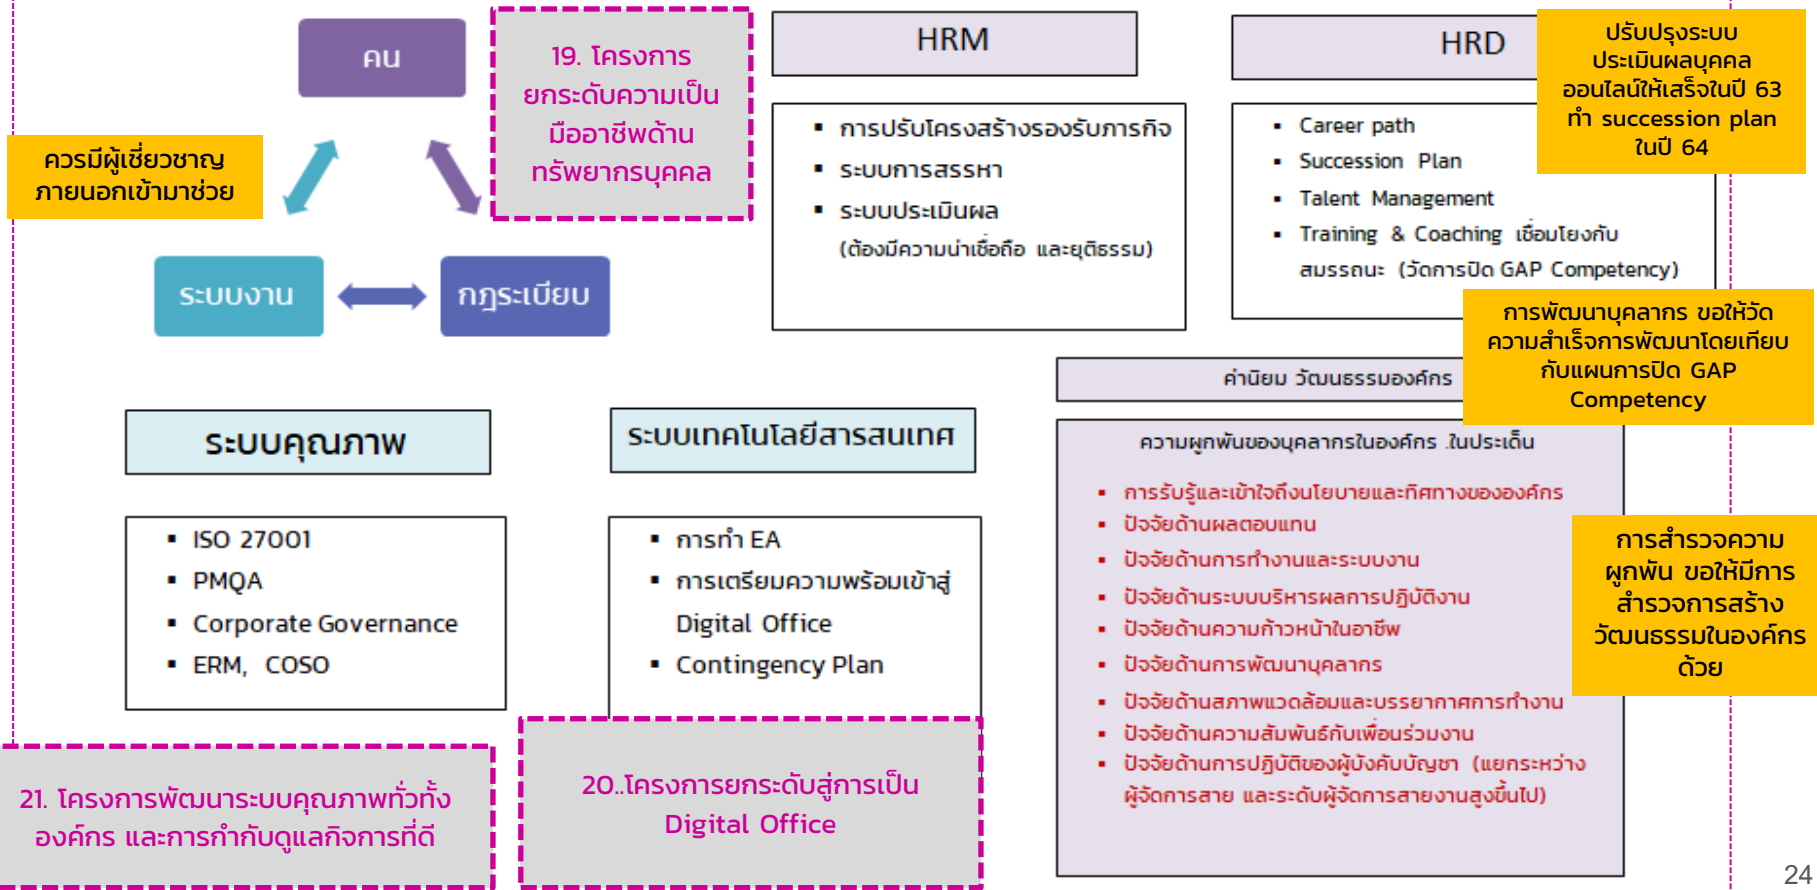 คน
19. โครงการ
ยกระดับความเป็น
มืออาชีพด้าน
ทรัพยากรบุคคล
ควรมีผู้เชี่ยวชาญ
ภายนอกเข้ามาช่วย
ระบบงาน
กฎระเบียบ
HRM
▪ การปรับโครงสร้างรองรับภารกิจ
▪ ระบบการสรรหา
▪ ระบบประเมินผล
(ต้องมีความน่าเชื่อถือ และยุติธรรม)
HRD
▪ Career path
▪ Succession Plan
▪ Talent Management
▪ Training & Coaching เชื่อมโยงกับ
สมรรถนะ (วัดการปิด GAP Competency)
ปรับปรุงระบบ
ประเมินผลบุคคล
ออนไลน์ให้เสร็จในปี 63
ทำ succession plan
ในปี 64
การพัฒนาบุคลากร ขอให้วัด
ความสำเร็จการพัฒนาโดยเทียบ
กับแผนการปิด GAP
Competency
ระบบคุณภาพ
▪ ISO 27001
▪ PMQA
▪ Corporate Governance
▪ ERM, COSO
ระบบเทคโนโลยีสารสนเทศ
▪ การทำ EA
▪ การเตรียมความพร้อมเข้าสู่
Digital Office
▪ Contingency Plan
ค่านิยม วัฒนธรรมองค์กร
ความผูกพันของบุคลากรในองค์กร .ในประเด็น
▪ การรับรู้และเข้าใจถึงนโยบายและทิศทางขององค์กร
▪ ปัจจัยด้านผลตอบแทน
▪ ปัจจัยด้านการทำงานและระบบงาน
▪ ปัจจัยด้านระบบบริหารผลการปฏิบัติงาน
▪ ปัจจัยด้านความก้าวหน้าในอาชีพ
▪ ปัจจัยด้านการพัฒนาบุคลากร
▪ ปัจจัยด้านสภาพแวดล้อมและบรรยากาศการทำงาน
▪ ปัจจัยด้านความสัมพันธ์กับเพื่อนร่วมงาน
▪ ปัจจัยด้านการปฏิบัติของผู้บังคับบัญชา (แยกระหว่าง
ผู้จัดการสาย และระดับผู้จัดการสายงานสูงขึ้นไป)
การสำรวจความ
ผูกพัน ขอให้มีการ
สำรวจการสร้าง
วัฒนธรรมในองค์กร
ด้วย
21. โครงการพัฒนาระบบคุณภาพทั่วทั้ง
องค์กร และการกำกับดูแลกิจการที่ดี
20..โครงการยกระดับสู่การเป็น
Digital Office
24